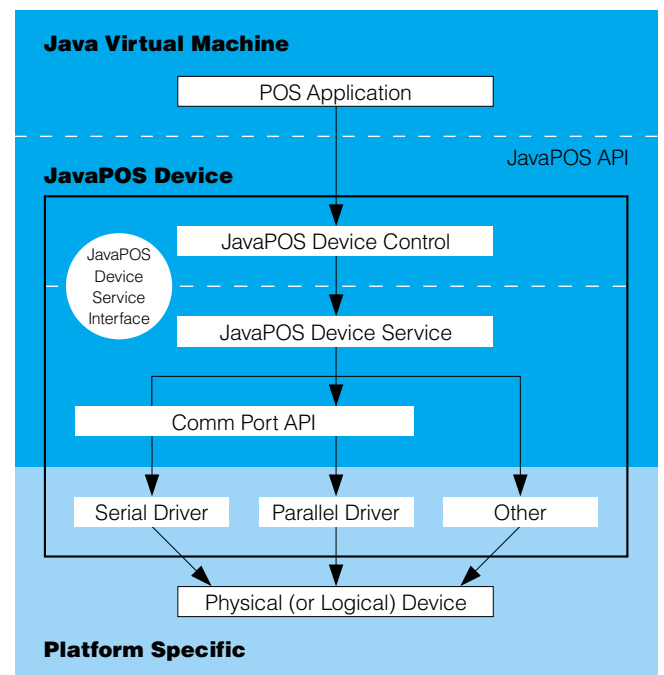 Java Virtual Machine
POS Application
JavaPOS API
JavaPOS Device
JavaPOS Device Control
JavaPOS
Device
Service
Interface
JavaPOS Device Service
Comm Port API
Serial Driver
Parallel Driver
Other
Physical (or Logical) Device
Platform Specific